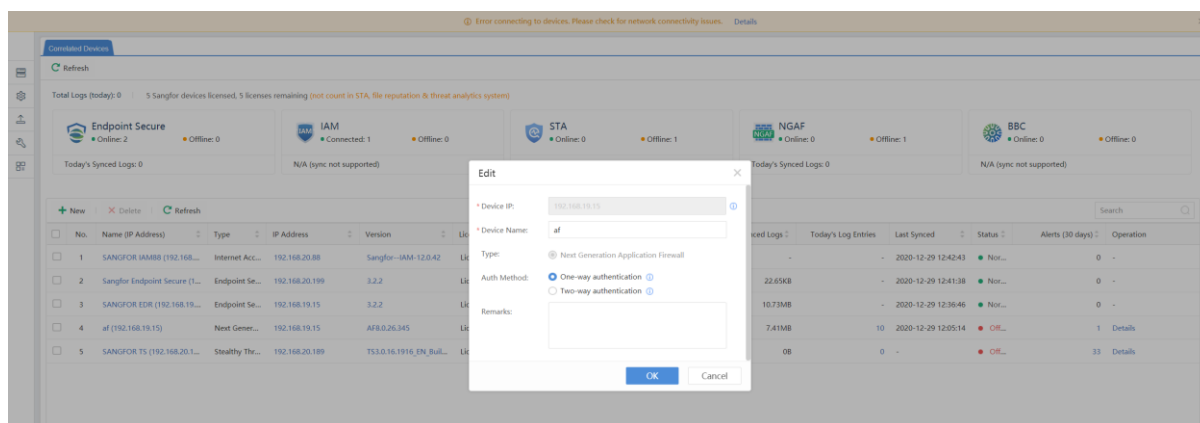 Error connecting to devices. Please check for network connectivity issues. Details
Correlated Devices
Refresh
Total Logs (today): 0 5 Sangfor devices licensed, 5 licenses remaining (not count in STA, file reputation & threat analytics system)
Endpoint Secure
Online: 2 Offline: 0
Today's Synced Logs: 0
IAM
IAM
Connected: 1 Offline: 0
N/A (sync not supported)
STA
Online: 0 Offline: 1
NGAF
NGAF
Online: 0 Offline: 1
Today's Synced Logs: 0
BBC
Online: 0 Offline: 0
N/A (sync not supported)
New Delete Refresh
Search
No. Name (IP Address) Type IP Address Version Lic
ced Logs Today's Log Entries Last Synced Status Alerts (30 days) Operation
1 SANGFOR IAM88 (192.168.... Internet Acc... 192.168.20.88 Sangfor--IAM-12.0.42 Lic
- - 2020-12-29 12:42:43 Nor... 0 -
2 Sangfor Endpoint Secure (1... Endpoint Se... 192.168.20.199 3.2.2 Lic
22.65KB - 2020-12-29 12:41:38 Nor... 0 -
3 SANGFOR EDR (192.168.19.... Endpoint Se... 192.168.19.15 3.2.2 Lic
10.73MB - 2020-12-29 12:36:46 Nor... 0 -
4 af (192.168.19.15) Next Gener... 192.168.19.15 AF8.0.26.345 Lic
7.41MB 10 2020-12-29 12:05:14 Off... 1 Details
5 SANGFOR TS (192.168.20.1... Stealthy Thr... 192.168.20.189 TS3.0.16.1916_EN_Buil... Lic
0B 0 - Off... 33 Details
Edit
* Device IP: 192.168.19.15
* Device Name: af
Type: Next Generation Application Firewall
Auth Method: One-way authentication
Two-way authentication
Remarks:
OK Cancel